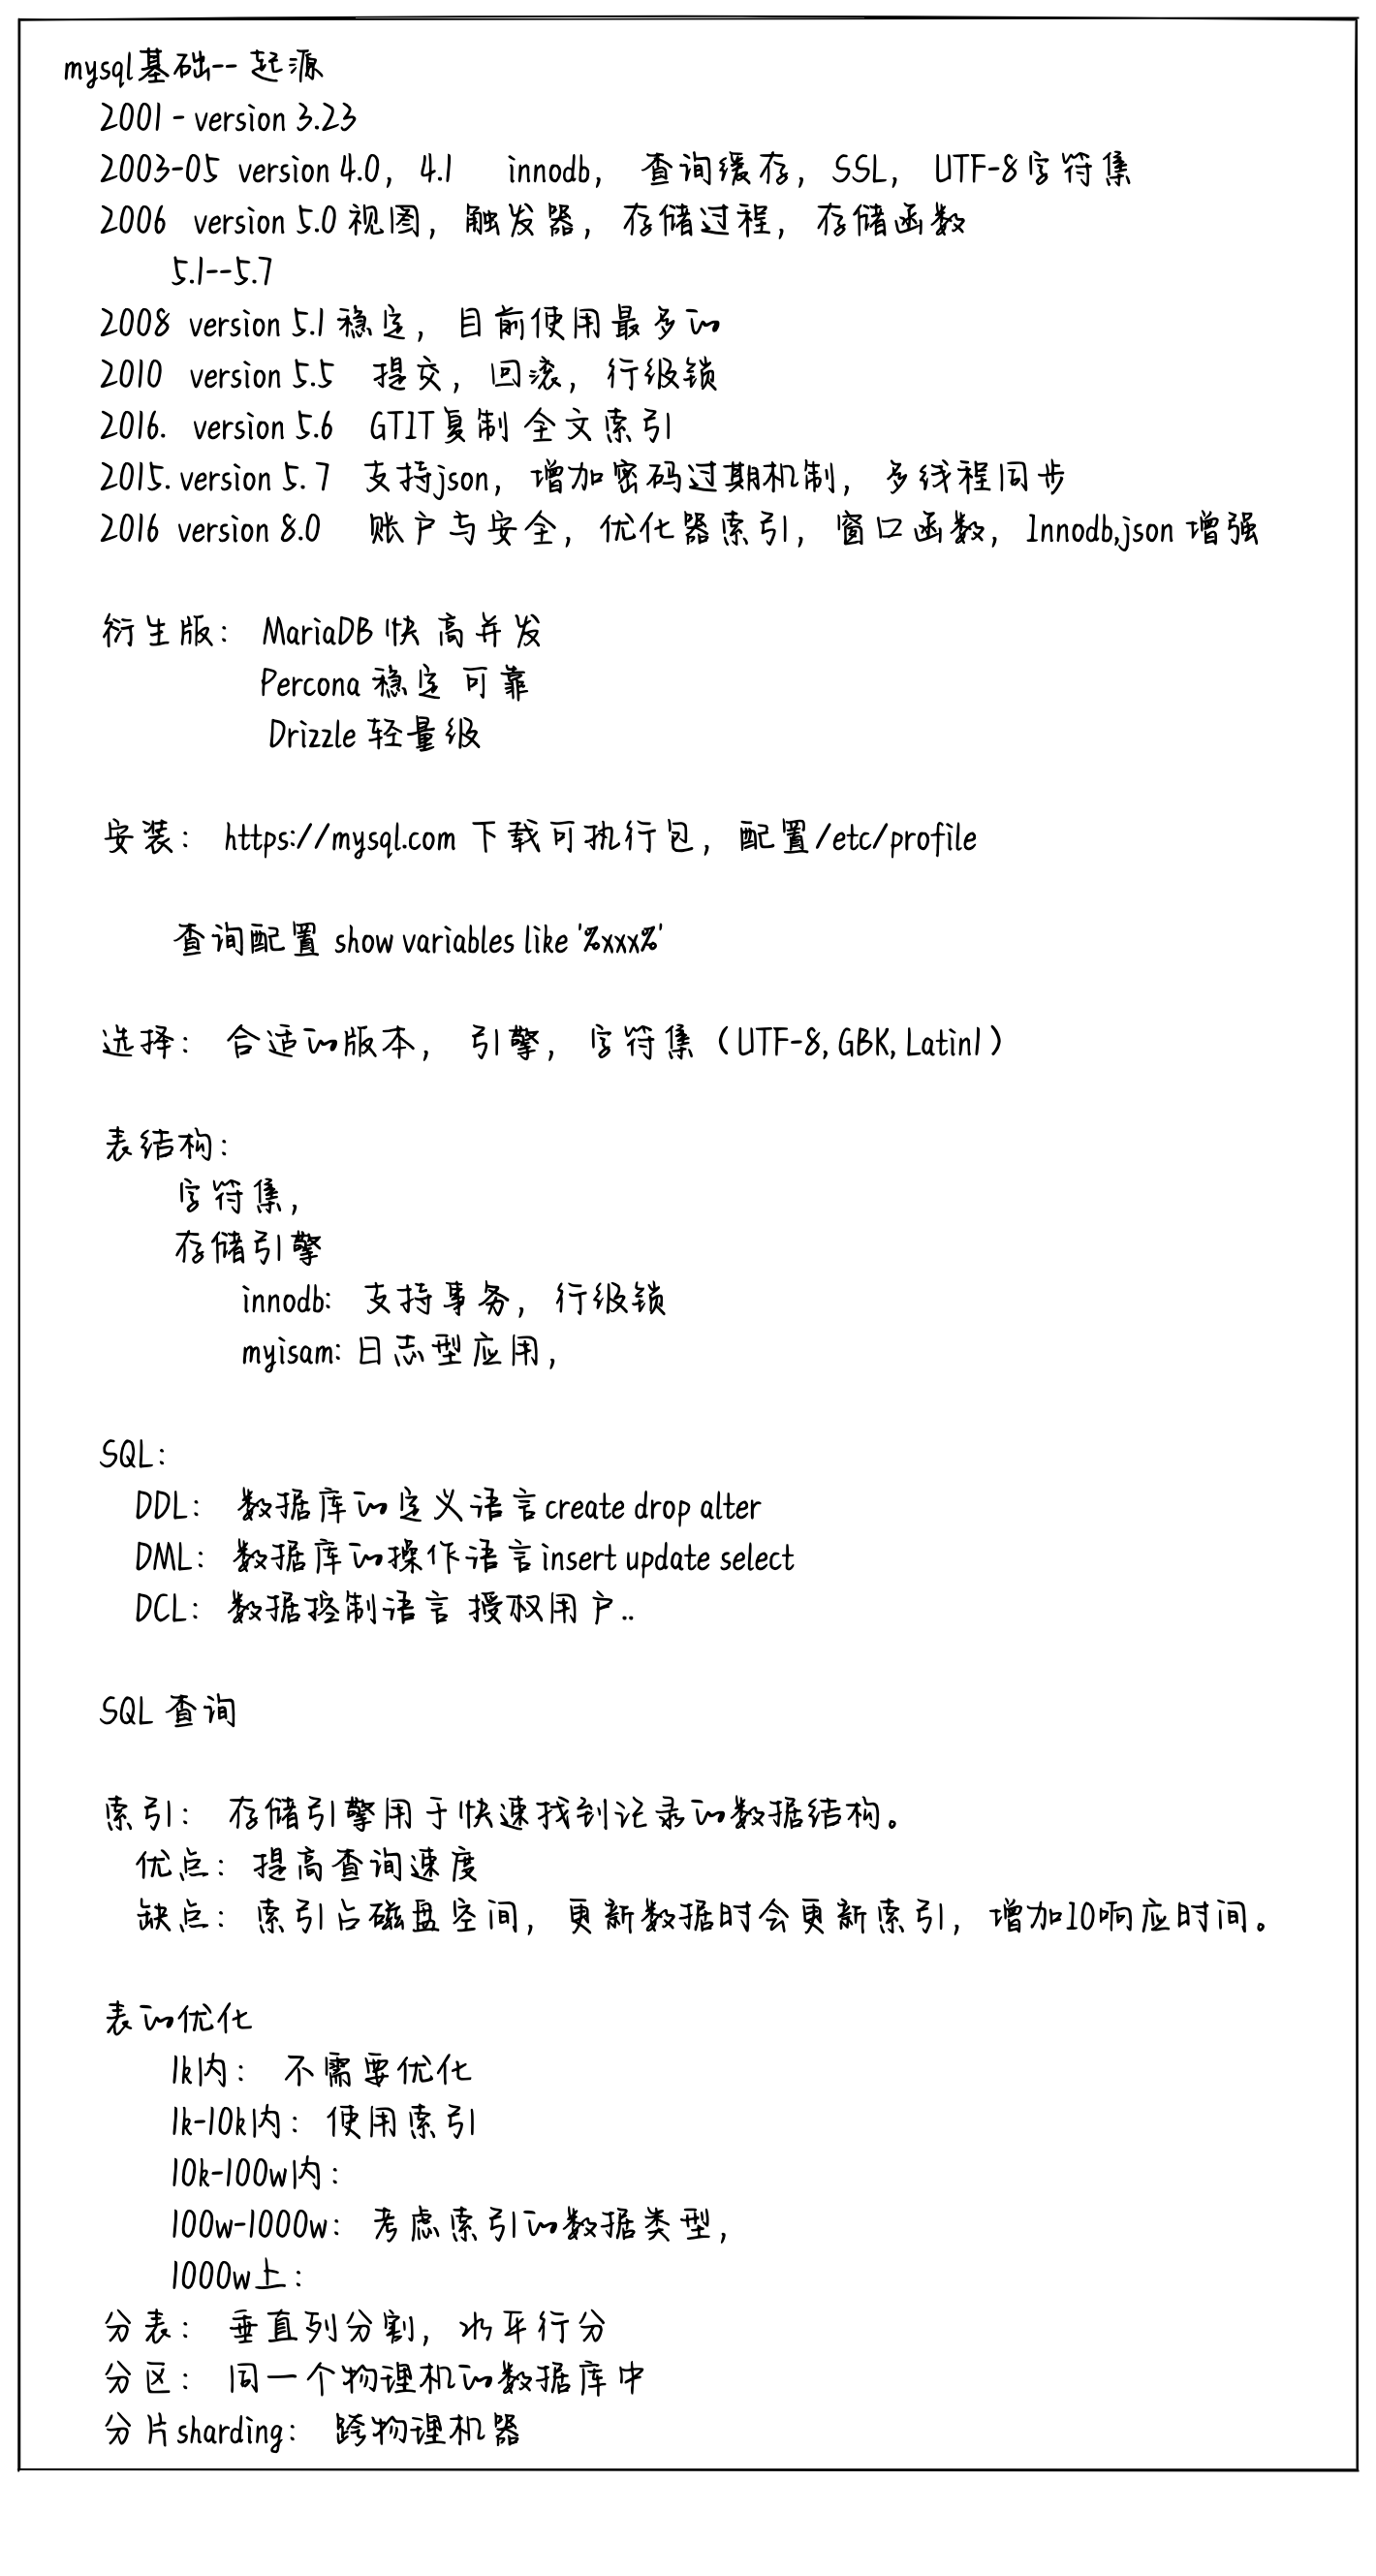 mysql基础-- 起源
2001 - version 3.23
2003-05 version 4.0，4.1 innodb， 查询缓存，SSL， UTF-8字符集
2006 version 5.0 视图，触发器，存储过程，存储函数
5.1--5.7
2008 version 5.1 稳定，目前使用最多的
2010 version 5.5 提交，回滚，行级锁
2016. version 5.6 GTIT复制 全文索引
2015. version 5. 7 支持json，增加密码过期机制，多线程同步
2016 version 8.0 账户与安全，优化器索引，窗口函数，Innodb,json 增强
衍生版： MariaDB 快 高并发
Percona 稳定 可靠
Drizzle 轻量级
安装： https://mysql.com 下载可执行包，配置/etc/profile
查询配置 show variables like '%xxx%'
选择： 合适的版本， 引擎，字符集（UTF-8, GBK, Latin1）
表结构：
字符集，
存储引擎
innodb: 支持事务，行级锁
myisam: 日志型应用，
SQL：
DDL： 数据库的定义语言create drop alter
DML： 数据库的操作语言insert update select
DCL： 数据控制语言 授权用户..
SQL 查询
索引： 存储引擎用于快速找到记录的数据结构。
优点：提高查询速度
缺点：索引占磁盘空间，更新数据时会更新索引，增加IO响应时间。
表的优化
1k内： 不需要优化
1k-10k内：使用索引
10k-100w内：
100w-1000w：考虑索引的数据类型，
1000w上：
分表： 垂直列分割，水平行分
分区： 同一个物理机的数据库中
分片sharding： 跨物理机器